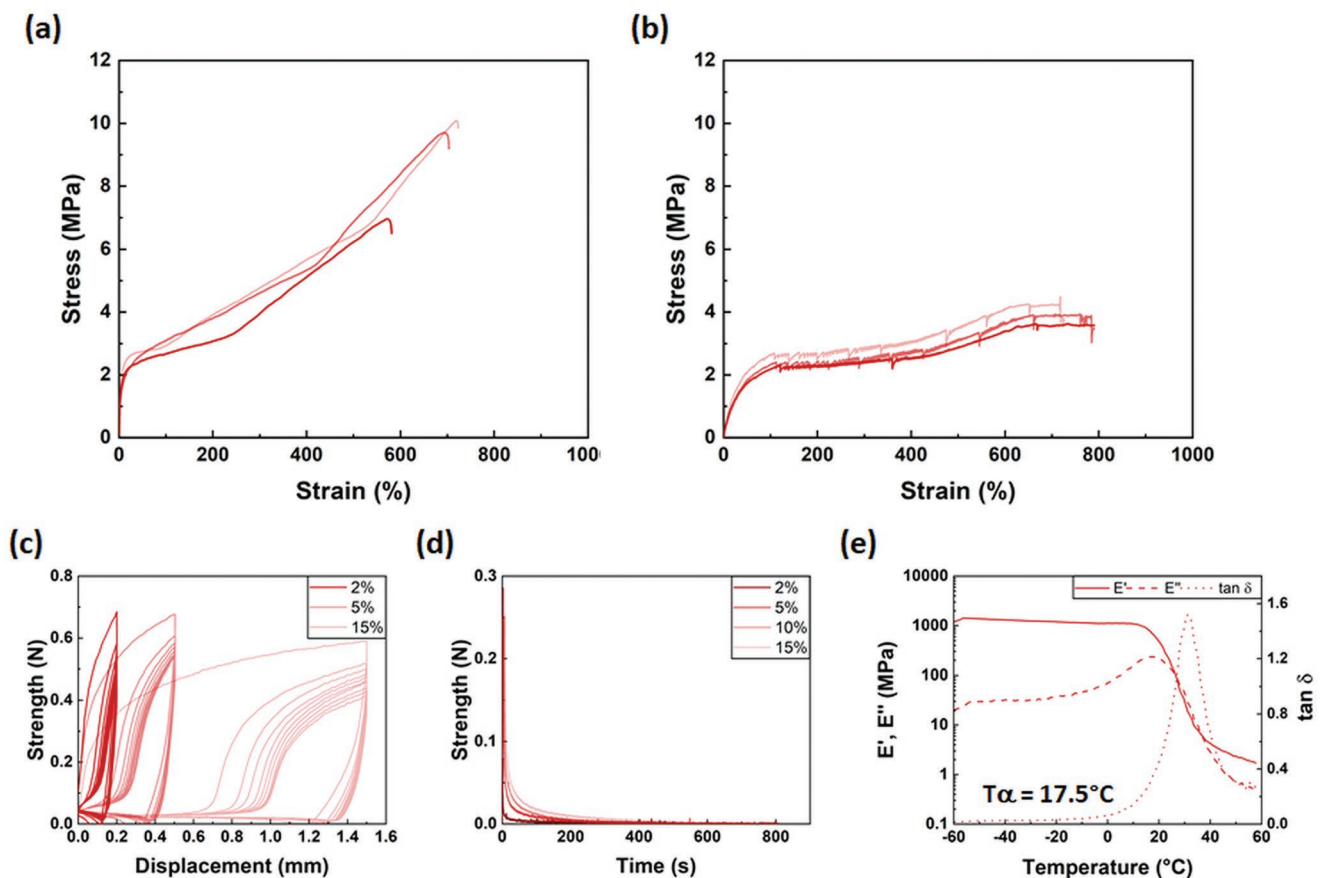 (a)
12
10
8
6
4
2
0
Stress (MPa)
0 200 400 600 800 100
Strain (%)
(b)
12
10
8
6
4
2
0
Stress (MPa)
0 200 400 600 800 1000
Strain (%)
(c)
0.8
0.6
0.4
0.2
0.0
Strength (N)
2%
5%
15%
0.0 0.2 0.4 0.6 0.8 1.0 1.2 1.4 1.6
Displacement (mm)
(d)
0.3
0.2
0.1
0.0
Strength (N)
2%
5%
10%
15%
0 200 400 600 800
Time (s)
(e)
10000
1000
100
10
1
0.1
E', E'' (MPa)
E' E'' tan δ
1.6
1.2
0.8
0.4
0.0
tan δ
Tα = 17.5°C
-60 -40 -20 0 20 40 60
Temperature (°C)